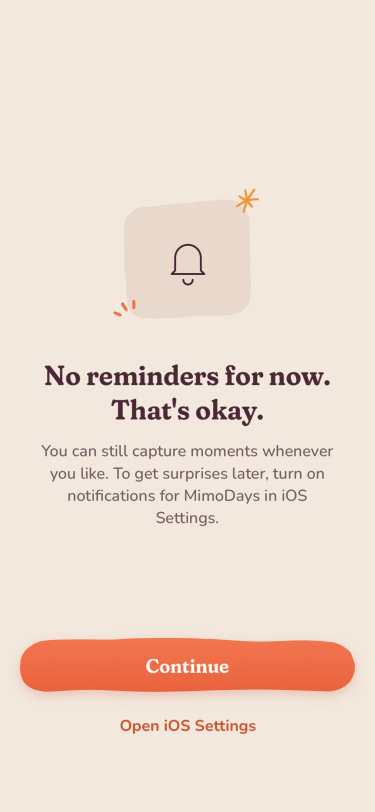 No reminders for now.
That's okay.
You can still capture moments whenever
you like. To get surprises later, turn on
notifications for MimoDays in iOS
Settings.
Continue
Open iOS Settings